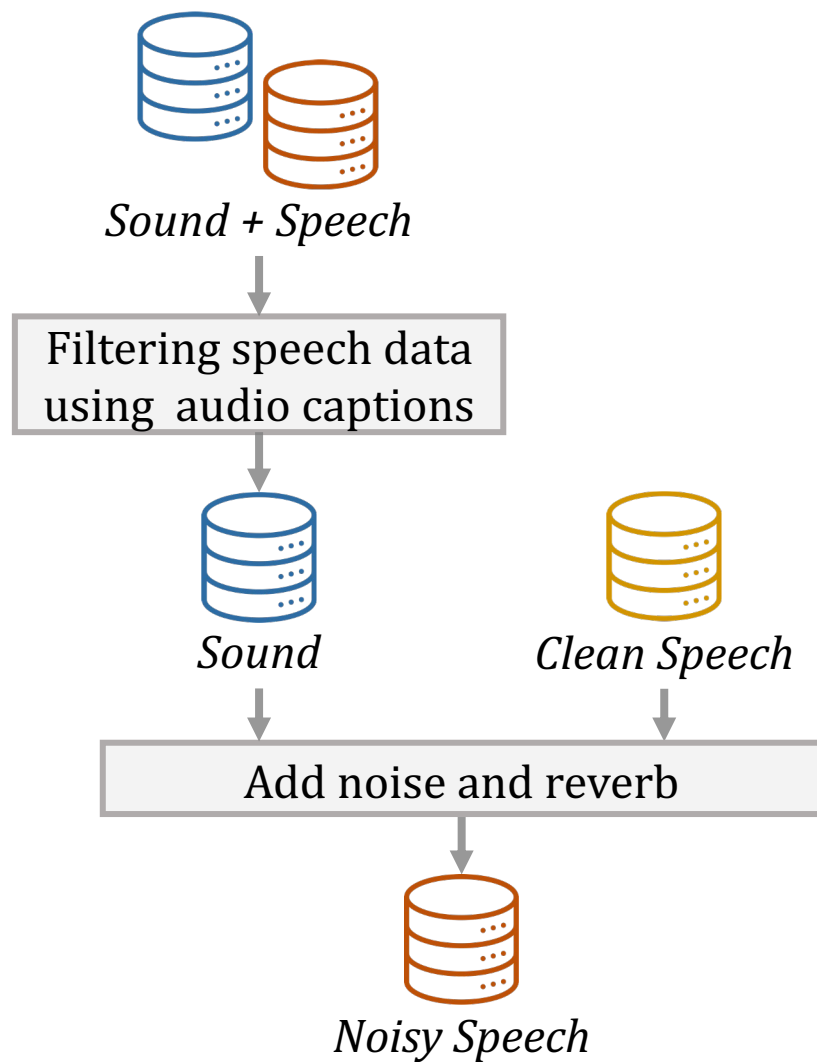 Sound + Speech
Filtering speech data
using audio captions
Sound
Clean Speech
Add noise and reverb
Noisy Speech